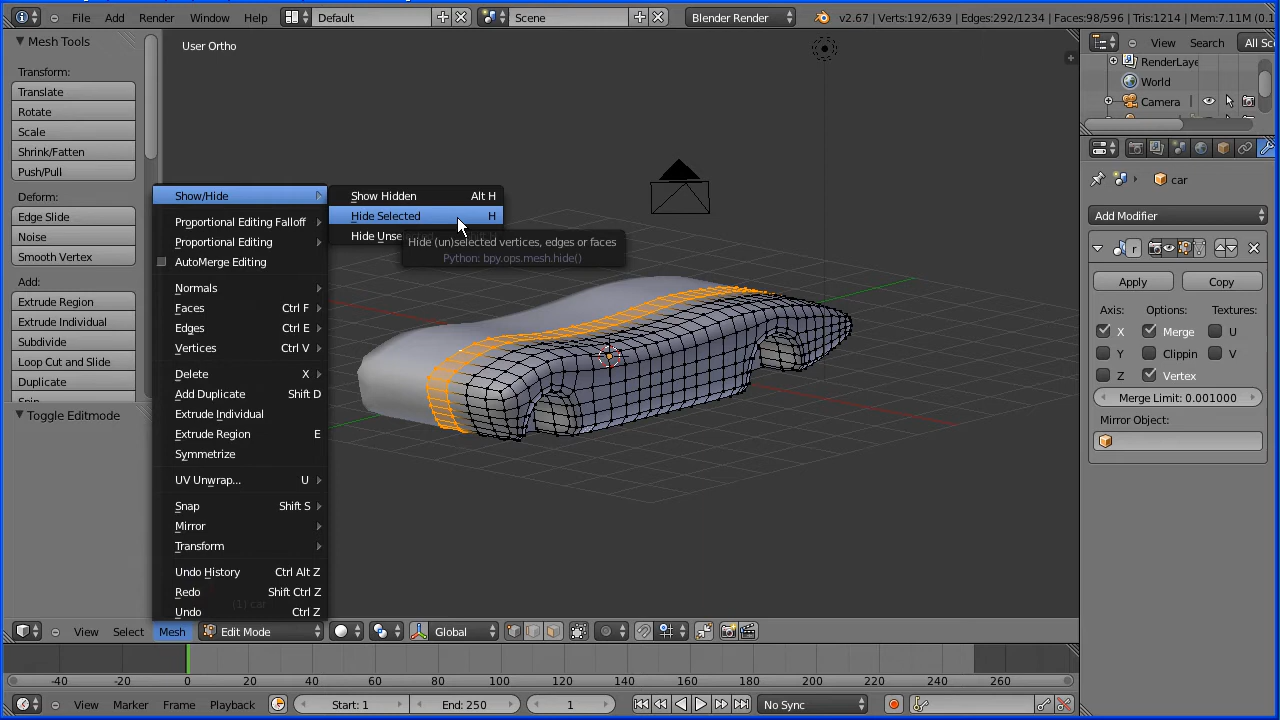 File Add Render Window Help Default Scene Blender Render v2.67 | Verts:192/639 | Edges:292/1234 | Faces:98/596 | Tris:1214 | Mem:7.11M (0.1
Mesh Tools
Transform:
Translate
Rotate
Scale
Shrink/Fatten
Push/Pull
Deform:
Edge Slide
Noise
Smooth Vertex
Add:
Extrude Region
Extrude Individual
Subdivide
Loop Cut and Slide
Duplicate
Toggle Editmode
User Ortho
Show/Hide
Proportional Editing Falloff
Proportional Editing
AutoMerge Editing
Normals
Faces Ctrl F
Edges Ctrl E
Vertices Ctrl V
Delete X
Add Duplicate Shift D
Extrude Individual
Extrude Region E
Symmetrize
UV Unwrap... U
Snap Shift S
Mirror
Transform
Undo History Ctrl Alt Z
Redo Shift Ctrl Z
(1) car
Undo Ctrl Z
Show Hidden Alt H
Hide Selected H
Hide Uns
Hide (un)selected vertices, edges or faces
Python: bpy.ops.mesh.hide()
View Search All Sc
RenderLaye
World
Camera
car
Add Modifier
Apply Copy
Axis: Options: Textures:
X Merge U
Y Clippin V
Z Vertex
Merge Limit: 0.001000
Mirror Object:
View Select Mesh Edit Mode Global
-40 -20 0 20 40 60 80 100 120 140 160 180 200 220 240 260
View Marker Frame Playback Start: 1 End: 250 1 No Sync